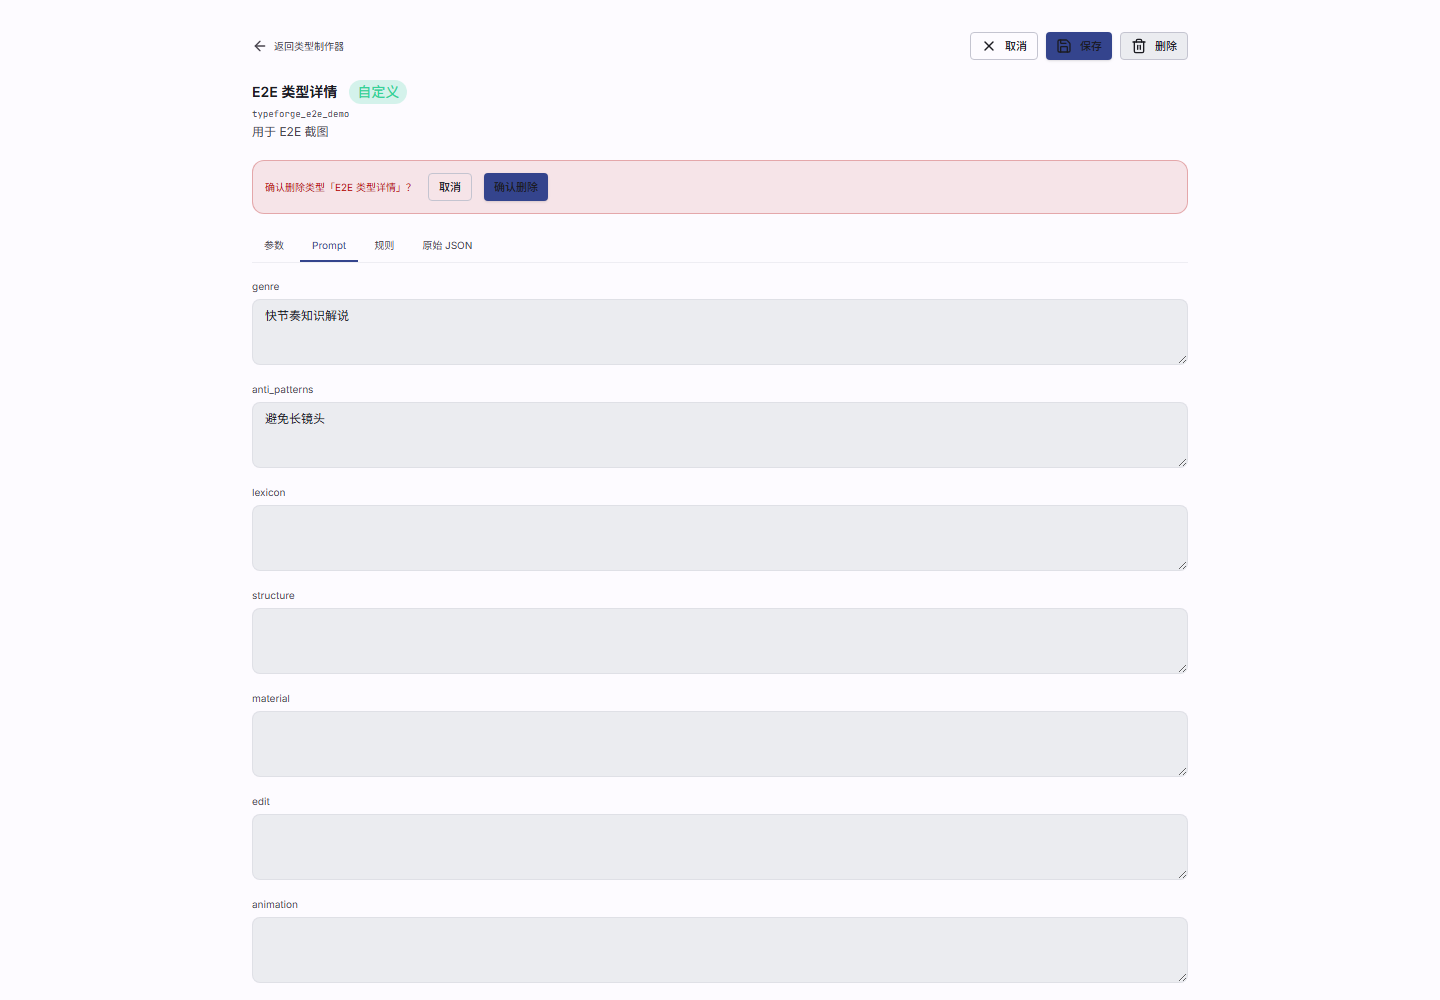 返回类型制作器
取消
保存
删除
E2E 类型详情
自定义
typeforge_e2e_demo
用于 E2E 截图
确认删除类型「E2E 类型详情」？
取消
确认删除
参数
Prompt
规则
原始 JSON
genre
快节奏知识解说
anti_patterns
避免长镜头
lexicon
structure
material
edit
animation